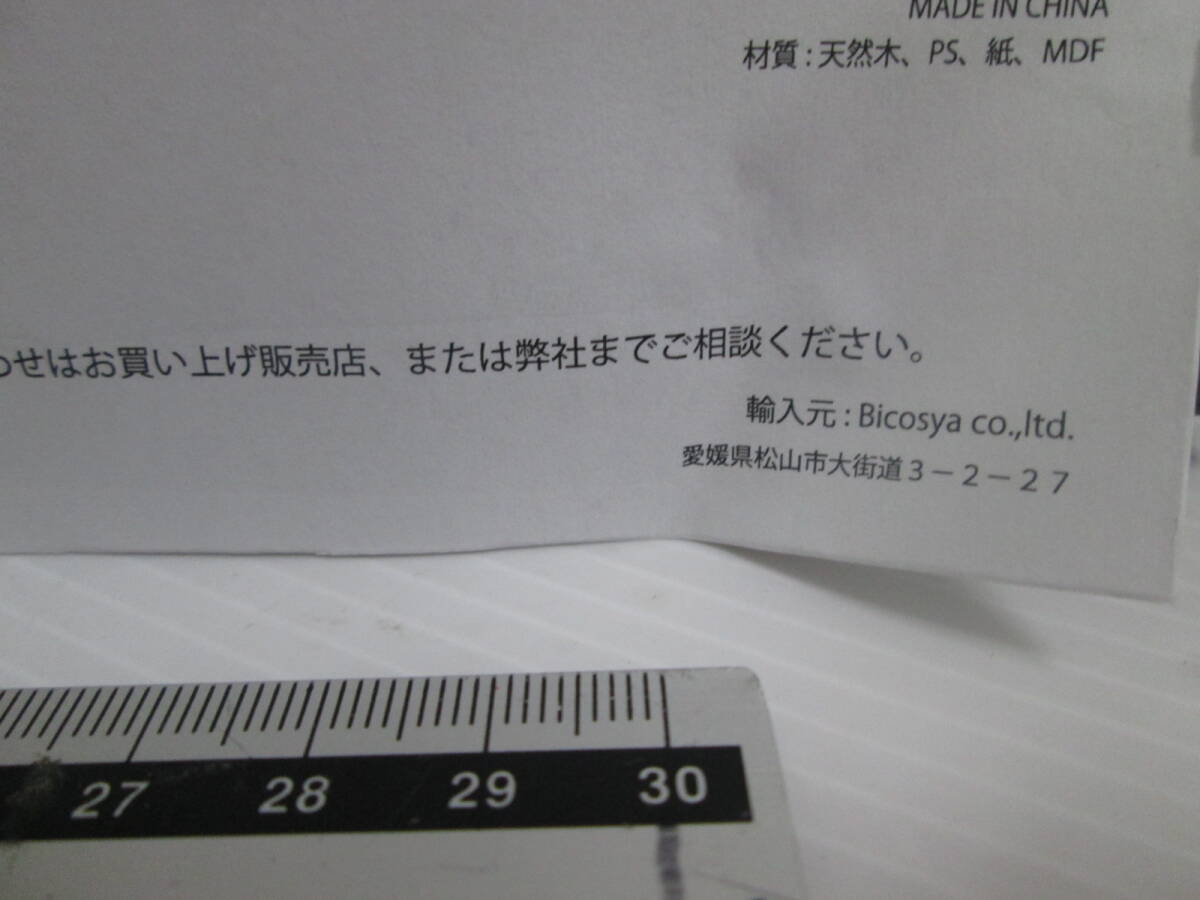 MADE IN CHINA
材質：天然木、PS、紙、MDF
わせはお買い上げ販売店、または弊社までご相談ください。
輸入元：Bicosya co.,ltd.
愛媛県松山市大街道３－２－２７
27 28 29 30